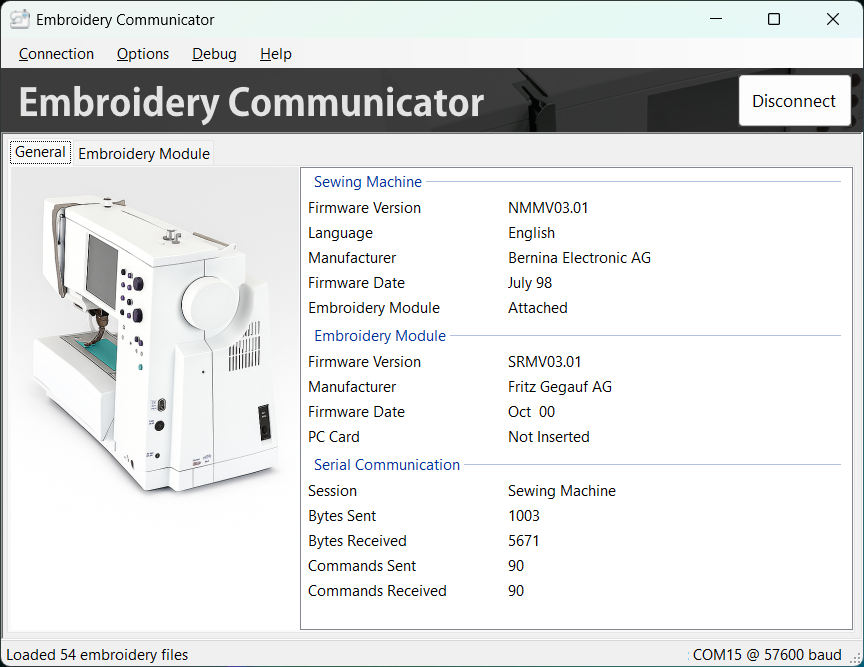 Embroidery Communicator
Connection Options Debug Help
Embroidery Communicator
Disconnect
General Embroidery Module
Sewing Machine
Firmware Version NMMV03.01
Language English
Manufacturer Bernina Electronic AG
Firmware Date July 98
Embroidery Module Attached
Embroidery Module
Firmware Version SRMV03.01
Manufacturer Fritz Gegauf AG
Firmware Date Oct  00
PC Card Not Inserted
Serial Communication
Session Sewing Machine
Bytes Sent 1003
Bytes Received 5671
Commands Sent 90
Commands Received 90
Loaded 54 embroidery files
COM15 @ 57600 baud